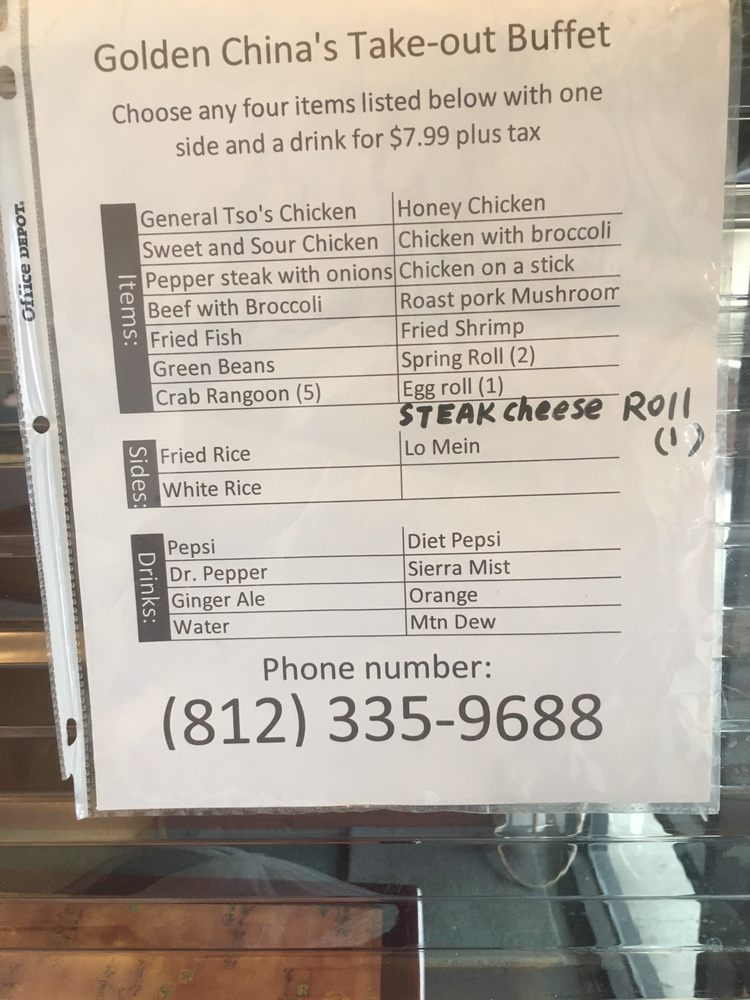 Golden China's Take-out Buffet
Choose any four items listed below with one
side and a drink for $7.99 plus tax
Office DEPOT.
Items:
General Tso's Chicken Honey Chicken
Sweet and Sour Chicken Chicken with broccoli
Pepper steak with onions Chicken on a stick
Beef with Broccoli Roast pork Mushroom
Fried Fish Fried Shrimp
Green Beans Spring Roll (2)
Crab Rangoon (5) Egg roll (1)
STEAK cheese Roll
(1)
Sides:
Fried Rice Lo Mein
White Rice
Drinks:
Pepsi Diet Pepsi
Dr. Pepper Sierra Mist
Ginger Ale Orange
Water Mtn Dew
Phone number:
(812) 335-9688